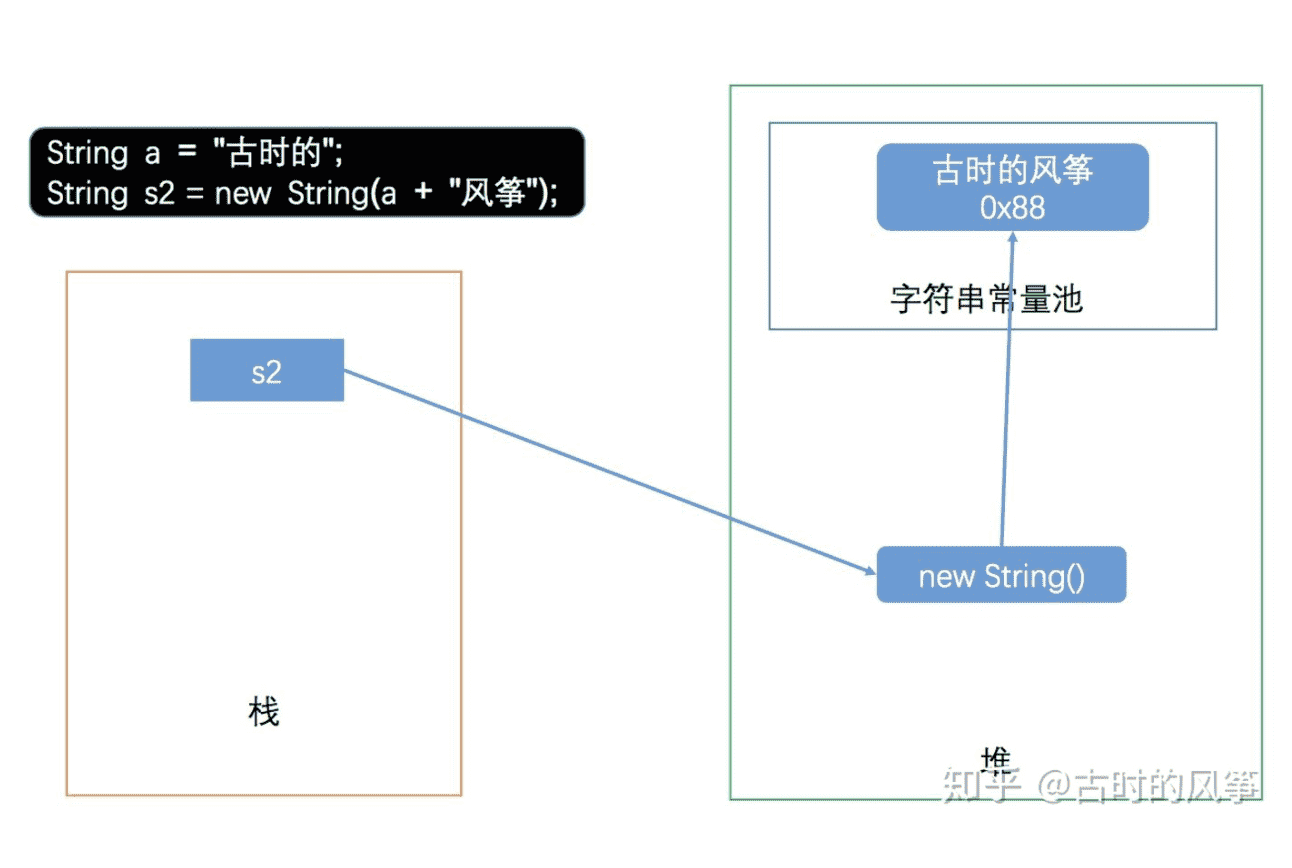 String a = "古时的";
String s2 = new String(a + "风筝");
古时的风筝
0x88
字符串常量池
s2
new String()
栈
堆
知乎 @古时的风筝